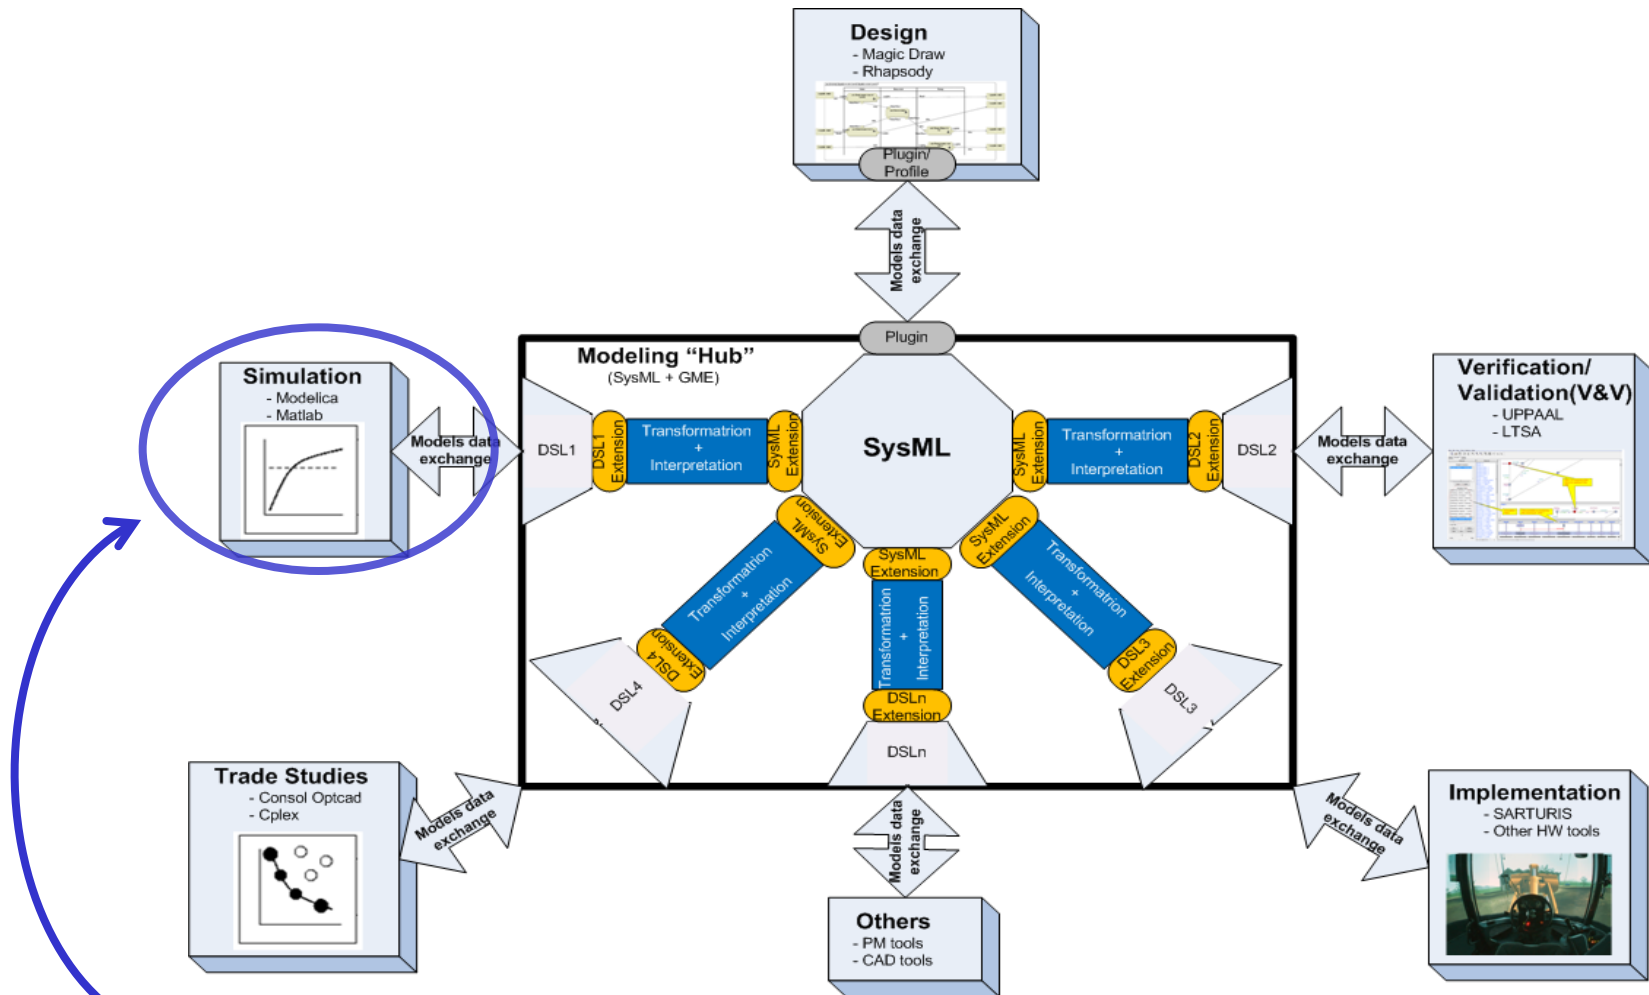 Design
- Magic Draw
- Rhapsody
Plugin/
Profile
Models data
exchange
Plugin
Modeling “Hub”
(SysML + GME)
SysML
Simulation
- Modelica
- Matlab
Models data
exchange
DSL1
DSL1
Extension
Transformatrion
+
Interpretation
SysML
Extension
SysML
Extension
Transformatrion
+
Interpretation
DSL2
Extension
DSL2
Models data
exchange
Verification/
Validation(V&V)
- UPPAAL
- LTSA
SysML
Extension
Transformatrion
+
Interpretation
DSL4
Extension
DSL4
SysML
Extension
Transformatrion
+
Interpretation
DSLn
Extension
DSLn
SysML
Extension
Transformatrion
+
Interpretation
DSL3
Extension
DSL3
Trade Studies
- Consol Optcad
- Cplex
Models data
exchange
Models data
exchange
Others
- PM tools
- CAD tools
Models data
exchange
Implementation
- SARTURIS
- Other HW tools